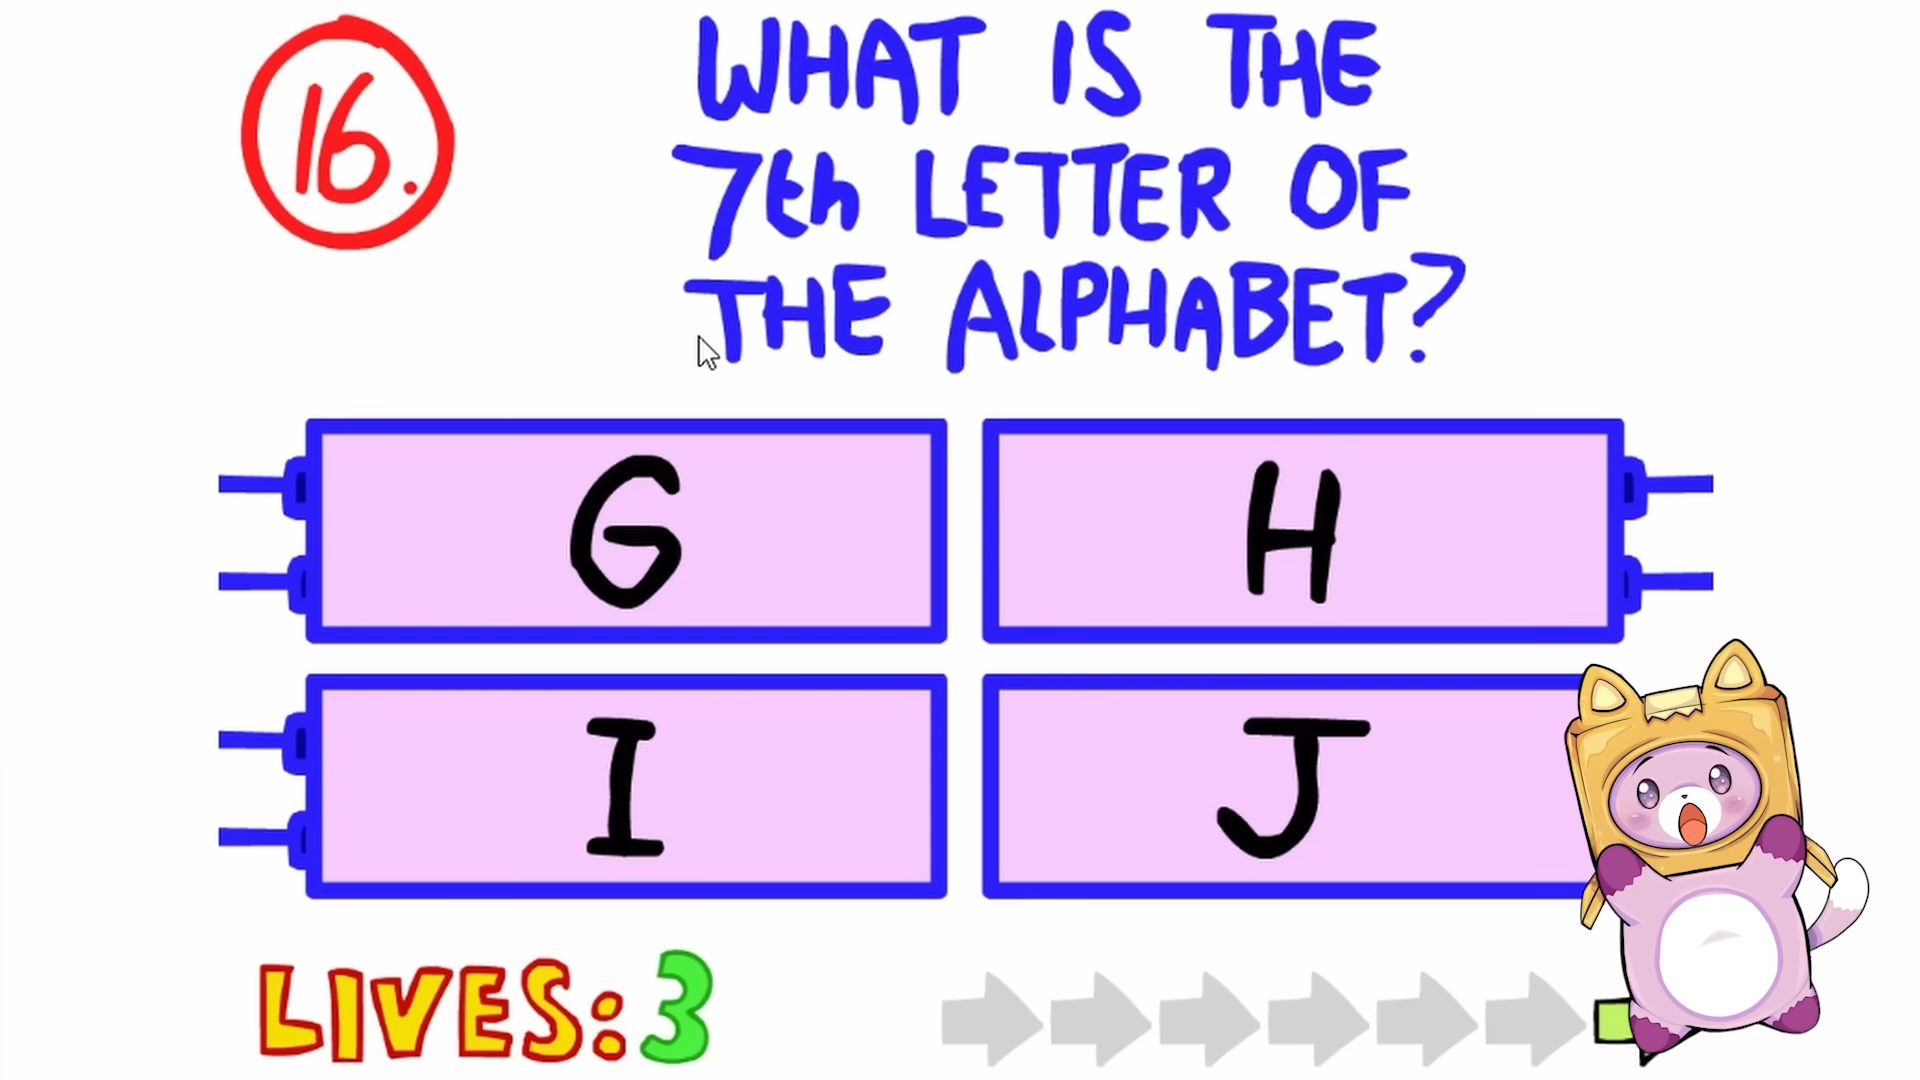 16.
WHAT IS THE
7th LETTER OF
THE ALPHABET?
G
H
I
J
LIVES: 3